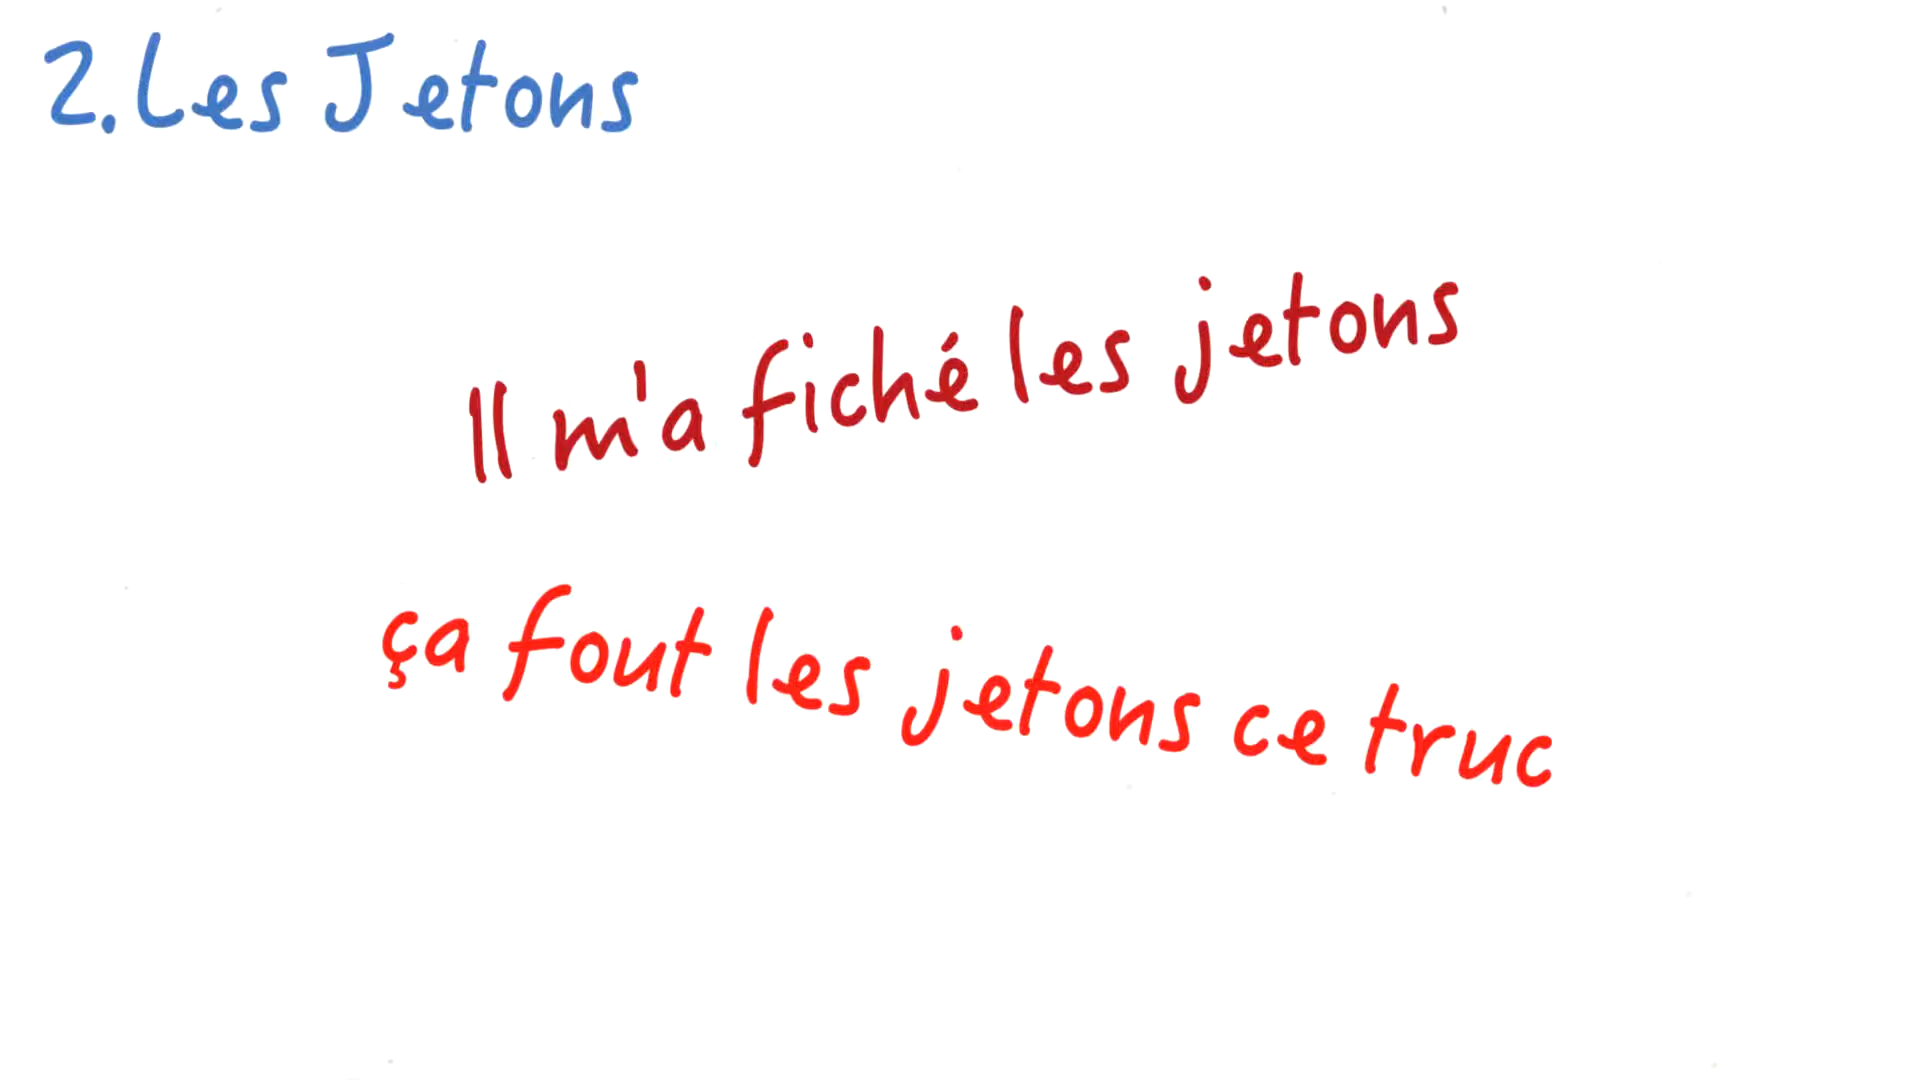 2. Les Jetons
Il m'a fiché les jetons
ça fout les jetons ce truc